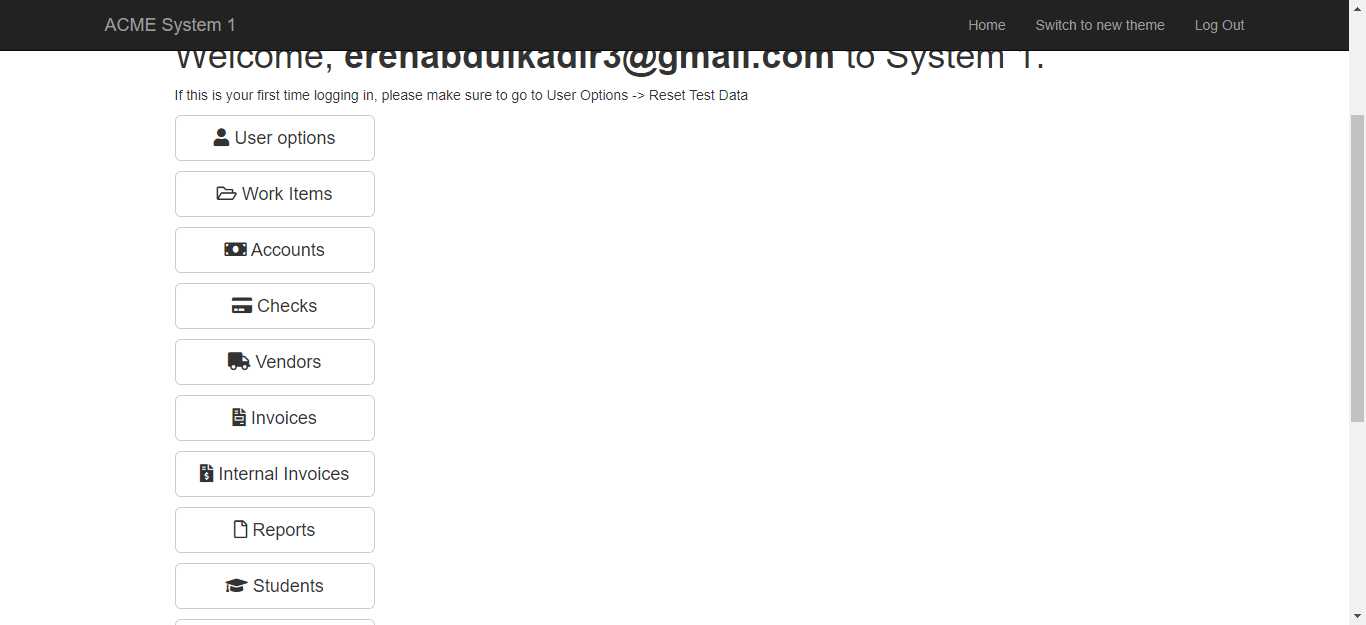 ACME System 1 Home Switch to new theme Log Out
Welcome, erenabdulkadir3@gmail.com to System 1.
If this is your first time logging in, please make sure to go to User Options -> Reset Test Data
User options
Work Items
Accounts
Checks
Vendors
Invoices
Internal Invoices
Reports
Students